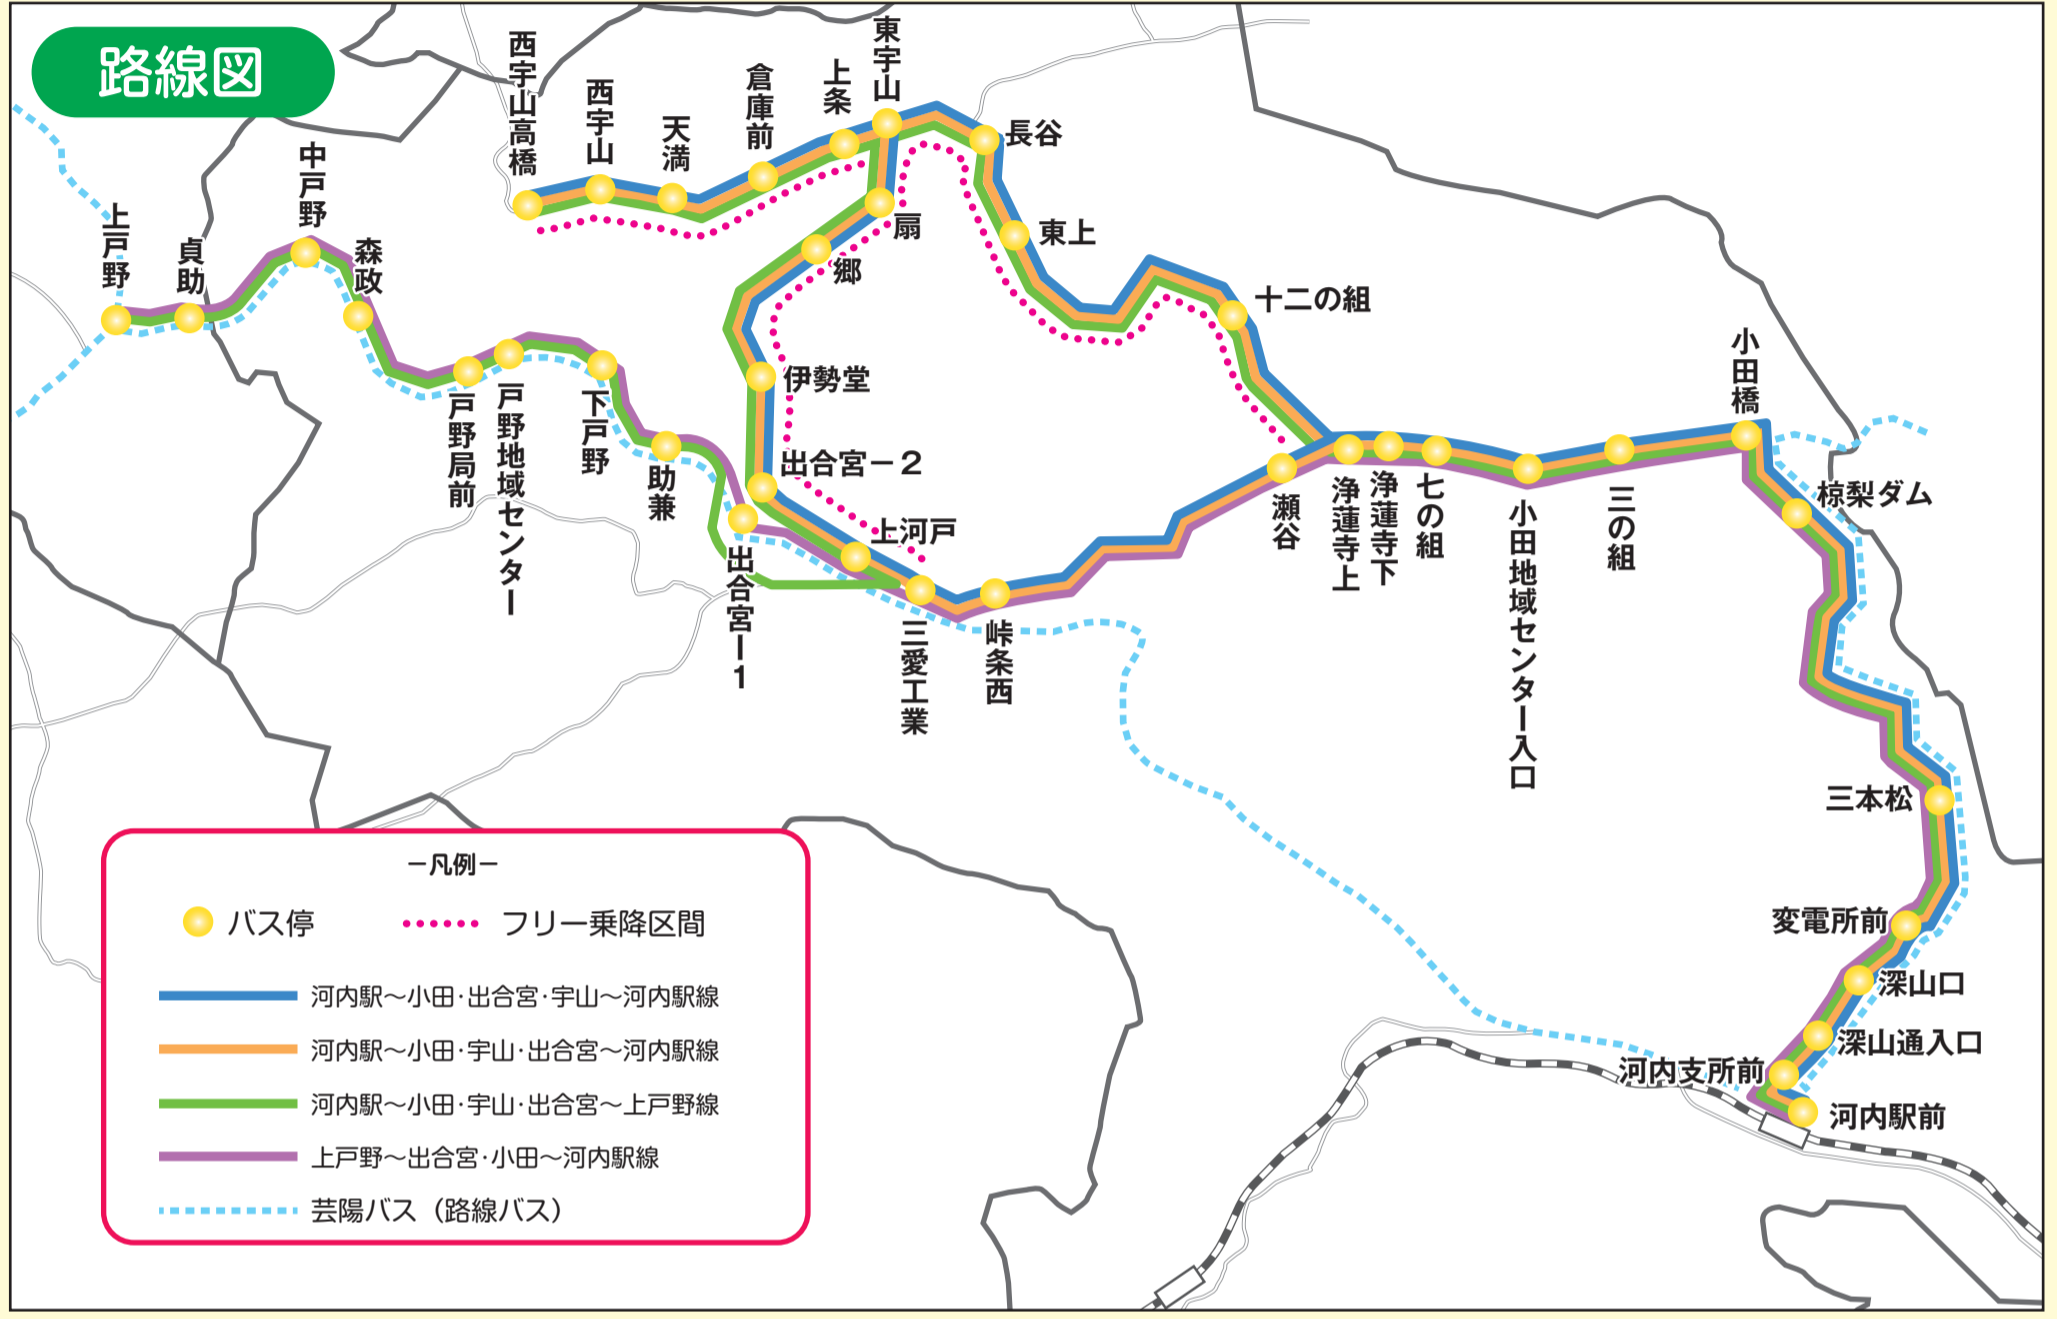 路線図
西宇山高橋
西宇山
天満
倉庫前
上条
東宇山
長谷
扇
郷
東上
十二の組
上戸野
貞助
中戸野
森政
戸野局前
戸野地域センター
下戸野
助兼
伊勢堂
出合宮－２
上河戸
出合宮ー１
三愛工業
峠条西
瀬谷
浄蓮寺上
浄蓮寺下
七の組
小田地域センター入口
三の組
小田橋
椋梨ダム
三本松
変電所前
深山口
深山通入口
河内支所前
河内駅前
－凡例－
バス停
フリー乗降区間
河内駅～小田･出合宮･宇山～河内駅線
河内駅～小田･宇山･出合宮～河内駅線
河内駅～小田･宇山･出合宮～上戸野線
上戸野～出合宮･小田～河内駅線
芸陽バス（路線バス）